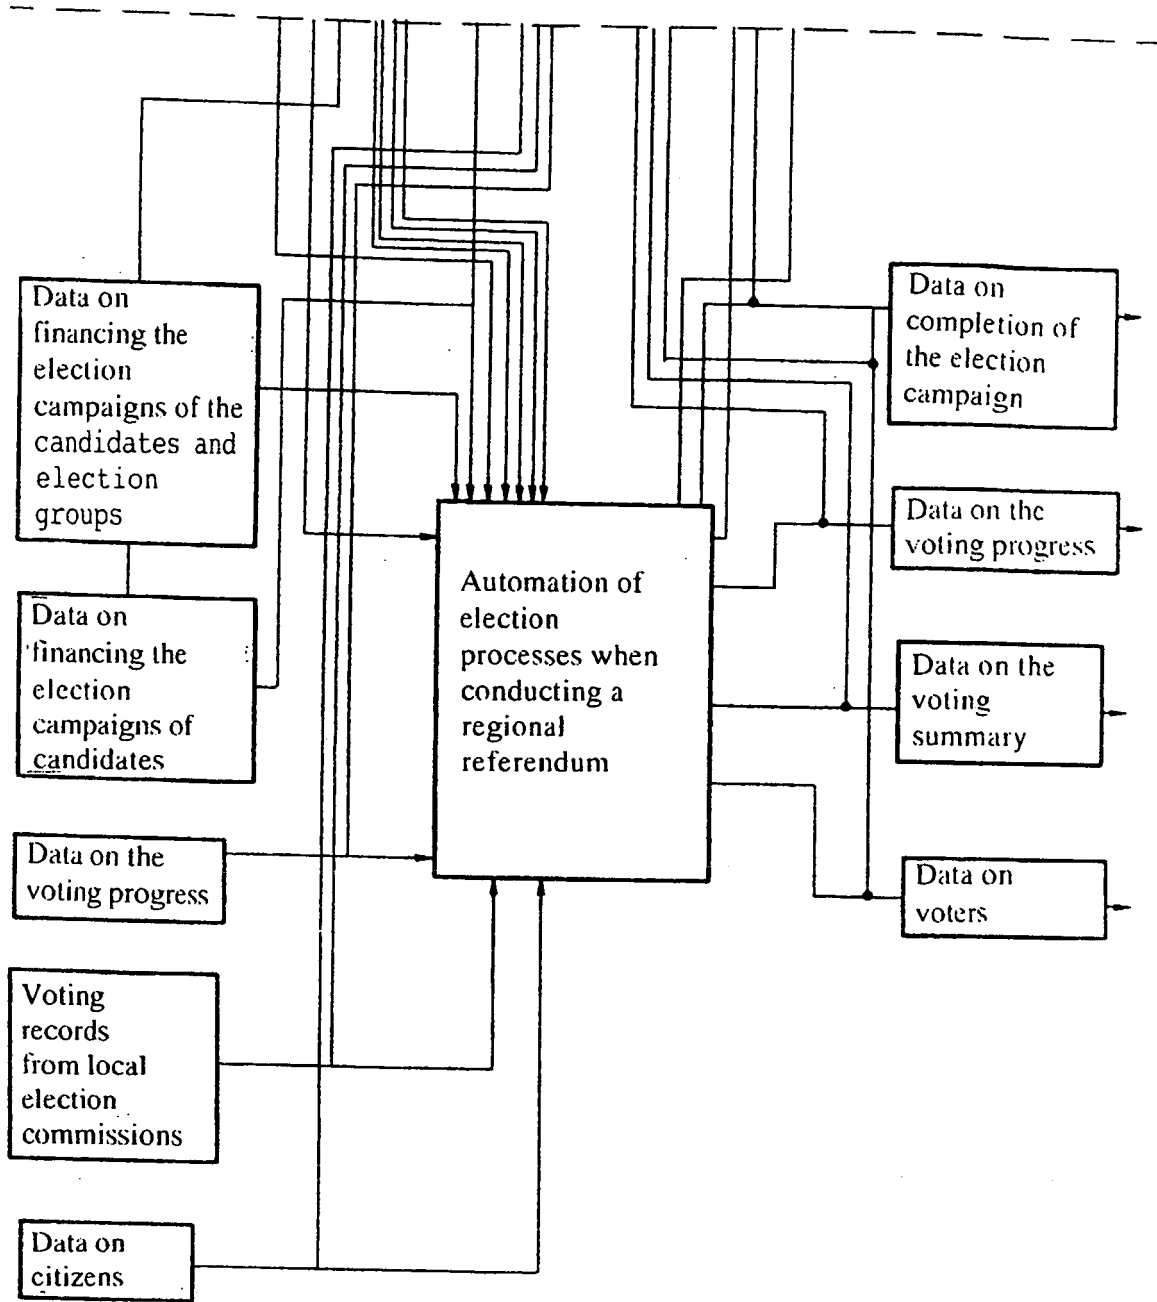 Data on
financing the
election
campaigns of the
candidates and
election
groups
Data on
financing the
election
campaigns of
candidates
Data on the
voting progress
Voting
records
from local
election
commissions
Data on
citizens
Automation of
election
processes when
conducting a
regional
referendum
Data on
completion of
the election
campaign
Data on the
voting progress
Data on the
voting
summary
Data on
voters